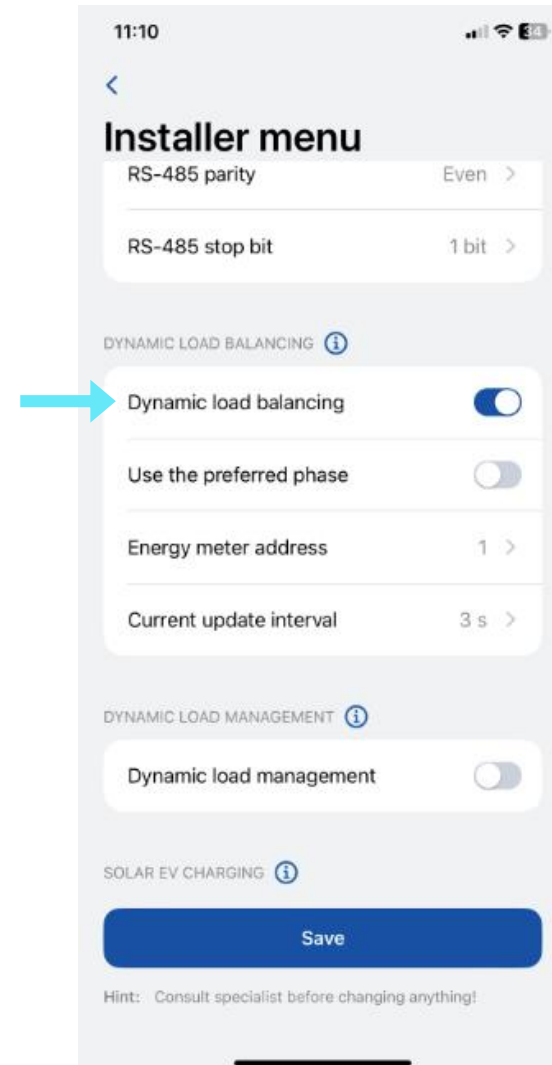 11:10
34
Installer menu
RS-485 parity Even >
RS-485 stop bit 1 bit >
DYNAMIC LOAD BALANCING i
Dynamic load balancing
Use the preferred phase
Energy meter address 1 >
Current update interval 3 s >
DYNAMIC LOAD MANAGEMENT i
Dynamic load management
SOLAR EV CHARGING i
Save
Hint: Consult specialist before changing anything!